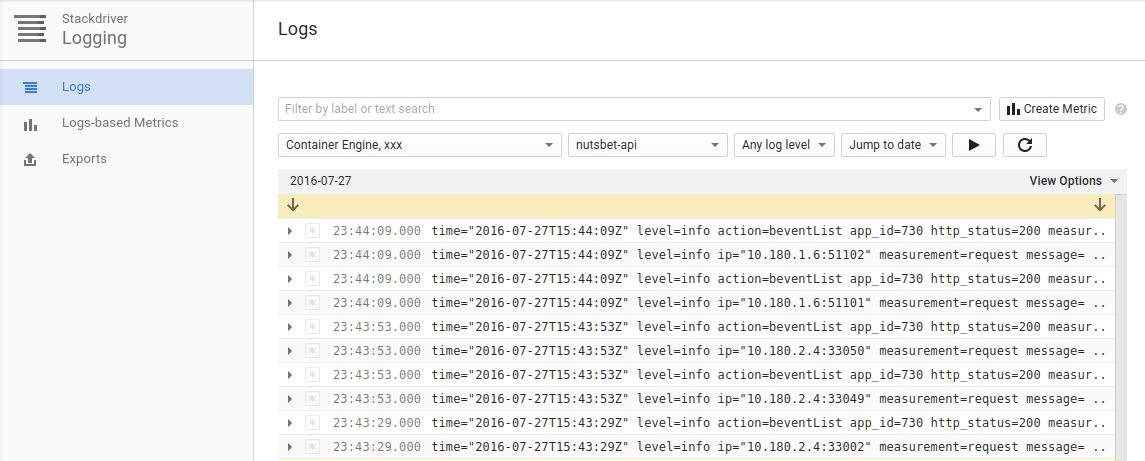 Stackdriver
Logging
Logs
Logs
Logs-based Metrics
Exports
Filter by label or text search
Create Metric
?
Container Engine, xxx
nutsbet-api
Any log level
Jump to date
2016-07-27
View Options
23:44:09.000 time="2016-07-27T15:44:09Z" level=info action=beventList app_id=730 http_status=200 measur..
23:44:09.000 time="2016-07-27T15:44:09Z" level=info ip="10.180.1.6:51102" measurement=request message= ..
23:44:09.000 time="2016-07-27T15:44:09Z" level=info action=beventList app_id=730 http_status=200 measur..
23:44:09.000 time="2016-07-27T15:44:09Z" level=info ip="10.180.1.6:51101" measurement=request message= ..
23:43:53.000 time="2016-07-27T15:43:53Z" level=info action=beventList app_id=730 http_status=200 measur..
23:43:53.000 time="2016-07-27T15:43:53Z" level=info ip="10.180.2.4:33050" measurement=request message= ..
23:43:53.000 time="2016-07-27T15:43:53Z" level=info action=beventList app_id=730 http_status=200 measur..
23:43:53.000 time="2016-07-27T15:43:53Z" level=info ip="10.180.2.4:33049" measurement=request message= ..
23:43:29.000 time="2016-07-27T15:43:29Z" level=info action=beventList app_id=730 http_status=200 measur..
23:43:29.000 time="2016-07-27T15:43:29Z" level=info ip="10.180.2.4:33002" measurement=request message= ..